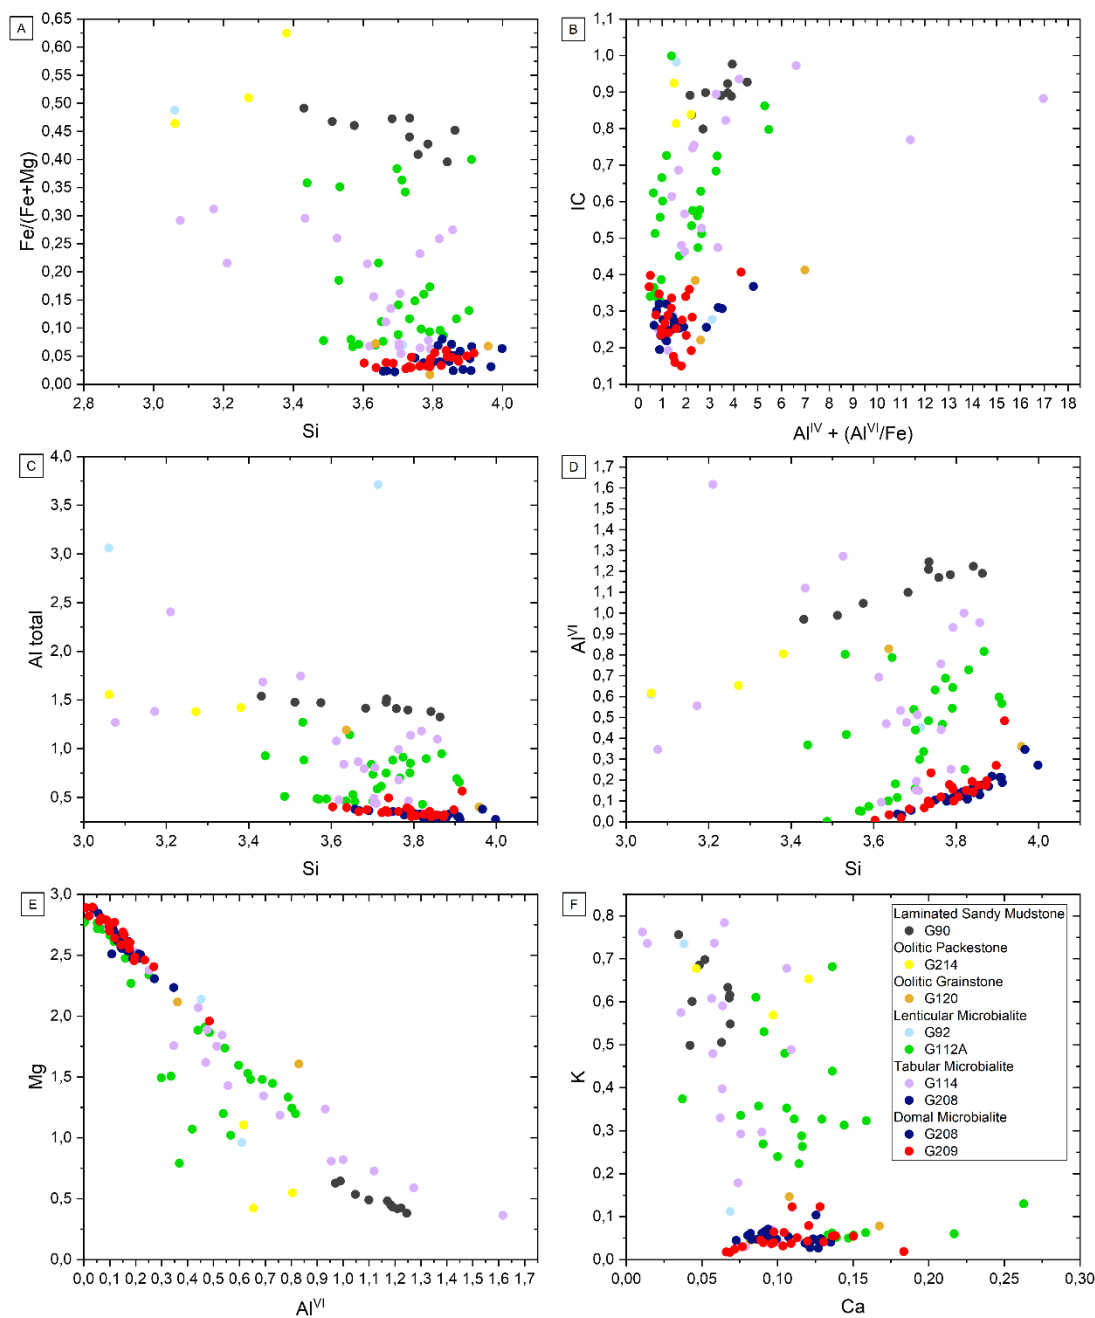 A
0,65
0,60
0,55
0,50
0,45
0,40
0,35
0,30
0,25
0,20
0,15
0,10
0,05
0,00
Fe/(Fe+Mg)
2,8 3,0 3,2 3,4 3,6 3,8 4,0
Si
B
1,1
1,0
0,9
0,8
0,7
0,6
0,5
0,4
0,3
0,2
0,1
IC
0 1 2 3 4 5 6 7 8 9 10 11 12 13 14 15 16 17 18
Al^IV + (Al^VI/Fe)
C
4,0
3,5
3,0
2,5
2,0
1,5
1,0
0,5
Al total
3,0 3,2 3,4 3,6 3,8 4,0
Si
D
1,7
1,6
1,5
1,4
1,3
1,2
1,1
1,0
0,9
0,8
0,7
0,6
0,5
0,4
0,3
0,2
0,1
0,0
Al^VI
3,0 3,2 3,4 3,6 3,8 4,0
Si
E
3,0
2,5
2,0
1,5
1,0
0,5
0,0
Mg
0,0 0,1 0,2 0,3 0,4 0,5 0,6 0,7 0,8 0,9 1,0 1,1 1,2 1,3 1,4 1,5 1,6 1,7
Al^VI
F
0,8
0,7
0,6
0,5
0,4
0,3
0,2
0,1
0,0
K
0,00 0,05 0,10 0,15 0,20 0,25 0,30
Ca
Laminated Sandy Mudstone
G90
Oolitic Packestone
G214
Oolitic Grainstone
G120
Lenticular Microbialite
G92
G112A
Tabular Microbialite
G114
G208
Domal Microbialite
G208
G209